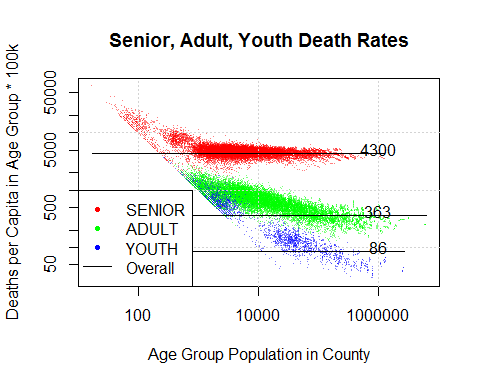 Senior, Adult, Youth Death Rates
Deaths per Capita in Age Group * 100k
50000
5000
500
50
4300
363
86
SENIOR
ADULT
YOUTH
Overall
100
10000
1000000
Age Group Population in County